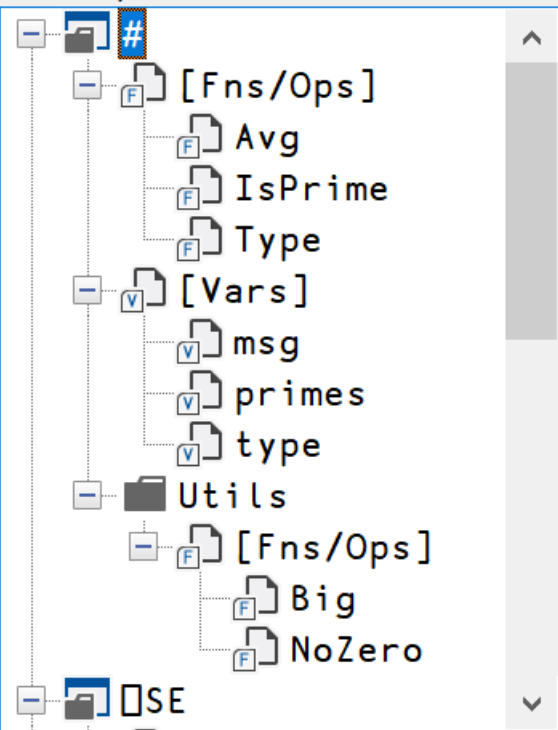 #
[Fns/Ops]
Avg
IsPrime
Type
[Vars]
msg
primes
type
Utils
[Fns/Ops]
Big
NoZero
⎕SE